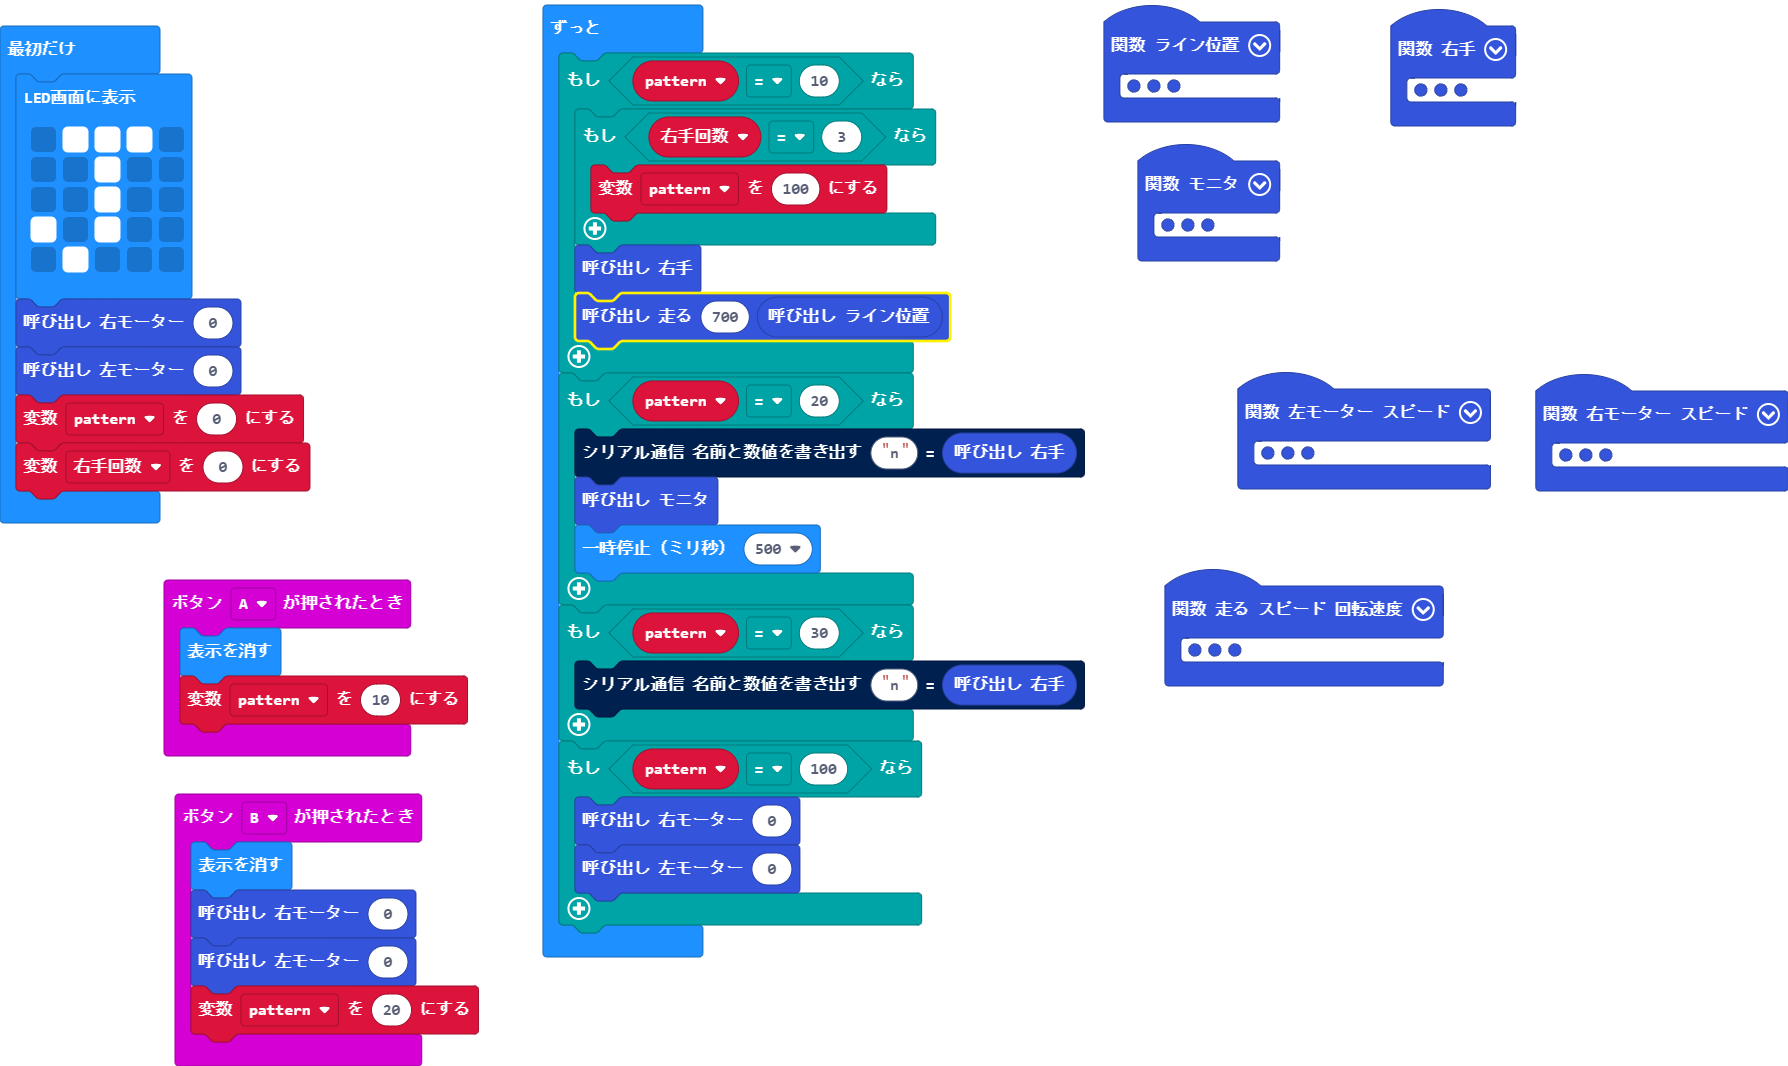 最初だけ
LED画面に表示
呼び出し 右モーター 0
呼び出し 左モーター 0
変数 pattern を 0 にする
変数 右手回数 を 0 にする
ボタン A が押されたとき
表示を消す
変数 pattern を 10 にする
ボタン B が押されたとき
表示を消す
呼び出し 右モーター 0
呼び出し 左モーター 0
変数 pattern を 20 にする
ずっと
もし pattern = 10 なら
もし 右手回数 = 3 なら
変数 pattern を 100 にする
呼び出し 右手
呼び出し 走る 700 呼び出し ライン位置
もし pattern = 20 なら
シリアル通信 名前と数値を書き出す "n" = 呼び出し 右手
呼び出し モニタ
一時停止（ミリ秒） 500
もし pattern = 30 なら
シリアル通信 名前と数値を書き出す "n" = 呼び出し 右手
もし pattern = 100 なら
呼び出し 右モーター 0
呼び出し 左モーター 0
関数 ライン位置
関数 右手
関数 モニタ
関数 左モーター スピード
関数 右モーター スピード
関数 走る スピード 回転速度